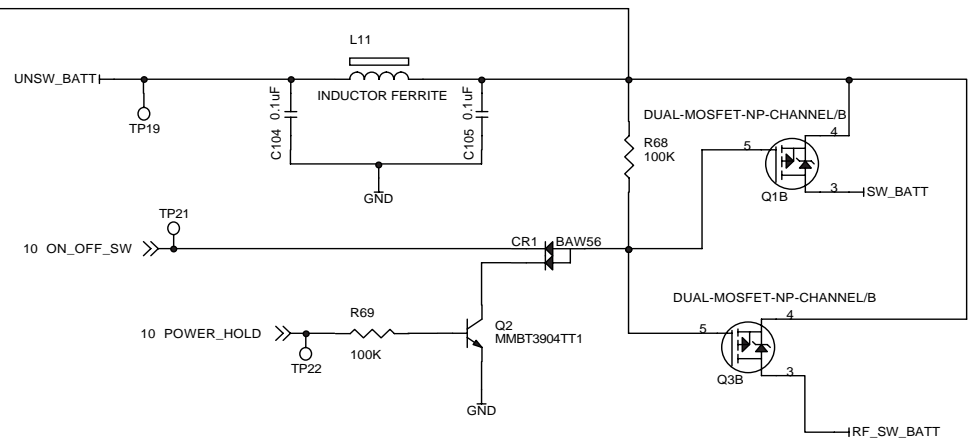 L11
UNSW_BATT
INDUCTOR FERRITE
TP19
C104 0.1uF
C105 0.1uF
GND
R68
100K
DUAL-MOSFET-NP-CHANNEL/B
4
5
3
Q1B
SW_BATT
TP21
10 ON_OFF_SW
CR1
BAW56
DUAL-MOSFET-NP-CHANNEL/B
4
5
3
Q3B
RF_SW_BATT
10 POWER_HOLD
R69
100K
TP22
Q2
MMBT3904TT1
GND